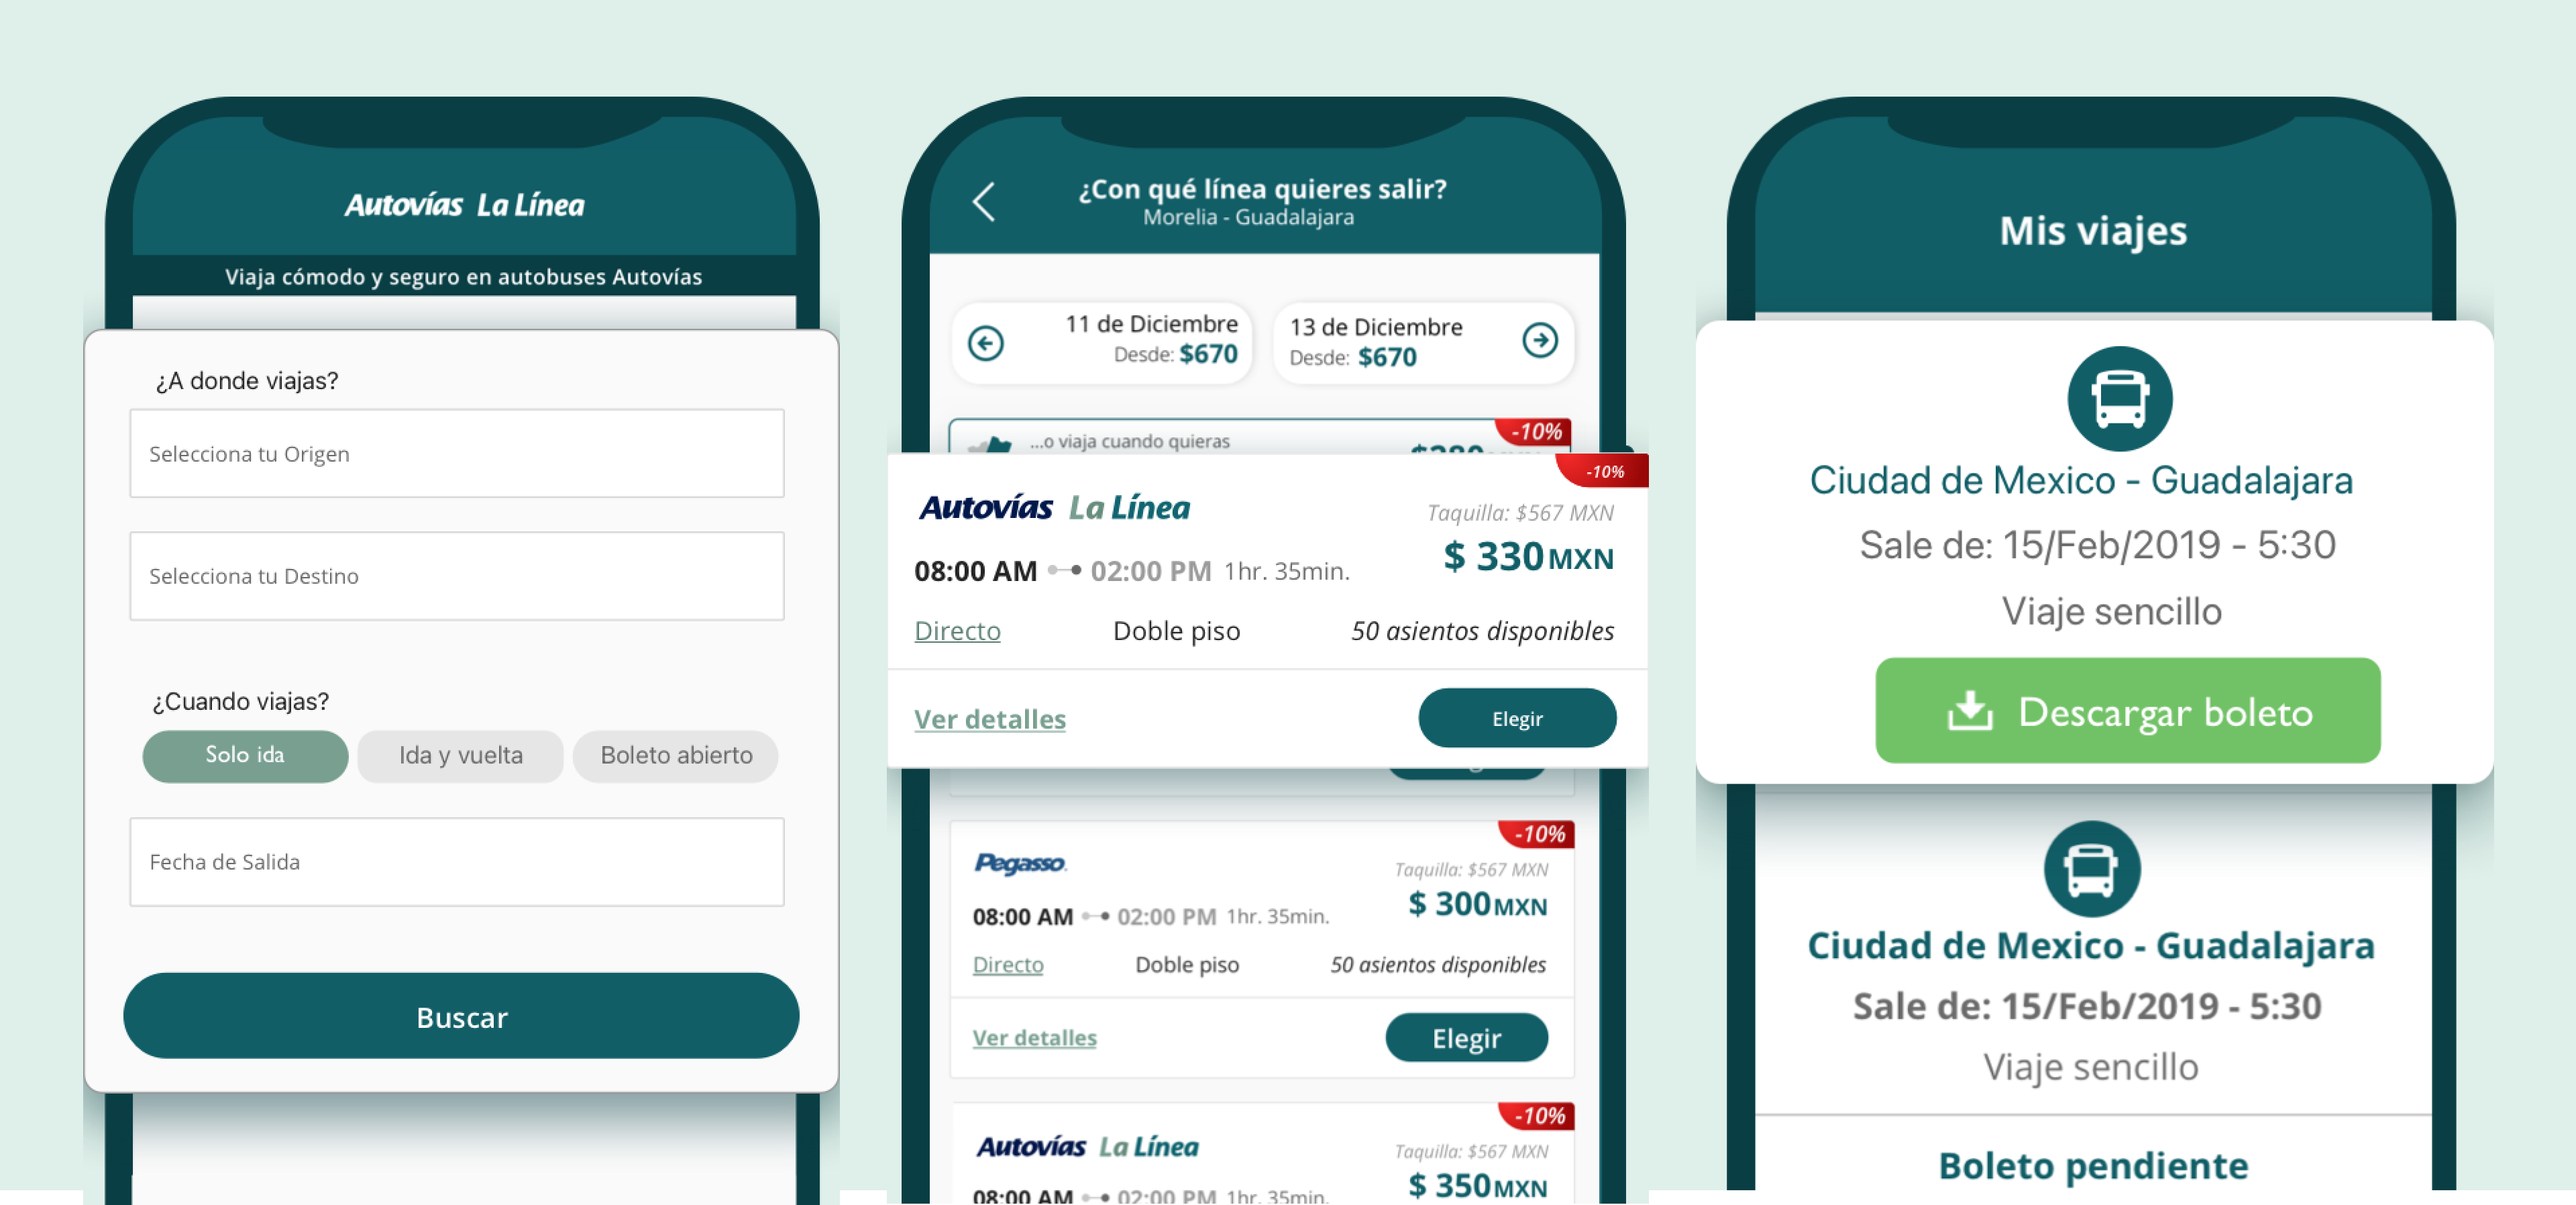 Autovías La Línea
Viaja cómodo y seguro en autobuses Autovías
¿A donde viajas?
Selecciona tu Origen
Selecciona tu Destino
¿Cuando viajas?
Solo ida
Ida y vuelta
Boleto abierto
Fecha de Salida
Buscar
¿Con qué línea quieres salir?
Morelia - Guadalajara
11 de Diciembre
Desde: $670
13 de Diciembre
Desde: $670
...o viaja cuando quieras
-10%
-10%
Autovías La Línea
Taquilla: $567 MXN
$ 330 MXN
08:00 AM 02:00 PM 1hr. 35min.
Directo
Doble piso
50 asientos disponibles
Ver detalles
Elegir
-10%
Pegasso
Taquilla: $567 MXN
$ 300 MXN
08:00 AM 02:00 PM 1hr. 35min.
Directo
Doble piso
50 asientos disponibles
Ver detalles
Elegir
-10%
Autovías La Línea
Taquilla: $567 MXN
$ 350 MXN
08:00 AM 02:00 PM 1hr. 35min.
Mis viajes
Ciudad de Mexico - Guadalajara
Sale de: 15/Feb/2019 - 5:30
Viaje sencillo
Descargar boleto
Ciudad de Mexico - Guadalajara
Sale de: 15/Feb/2019 - 5:30
Viaje sencillo
Boleto pendiente